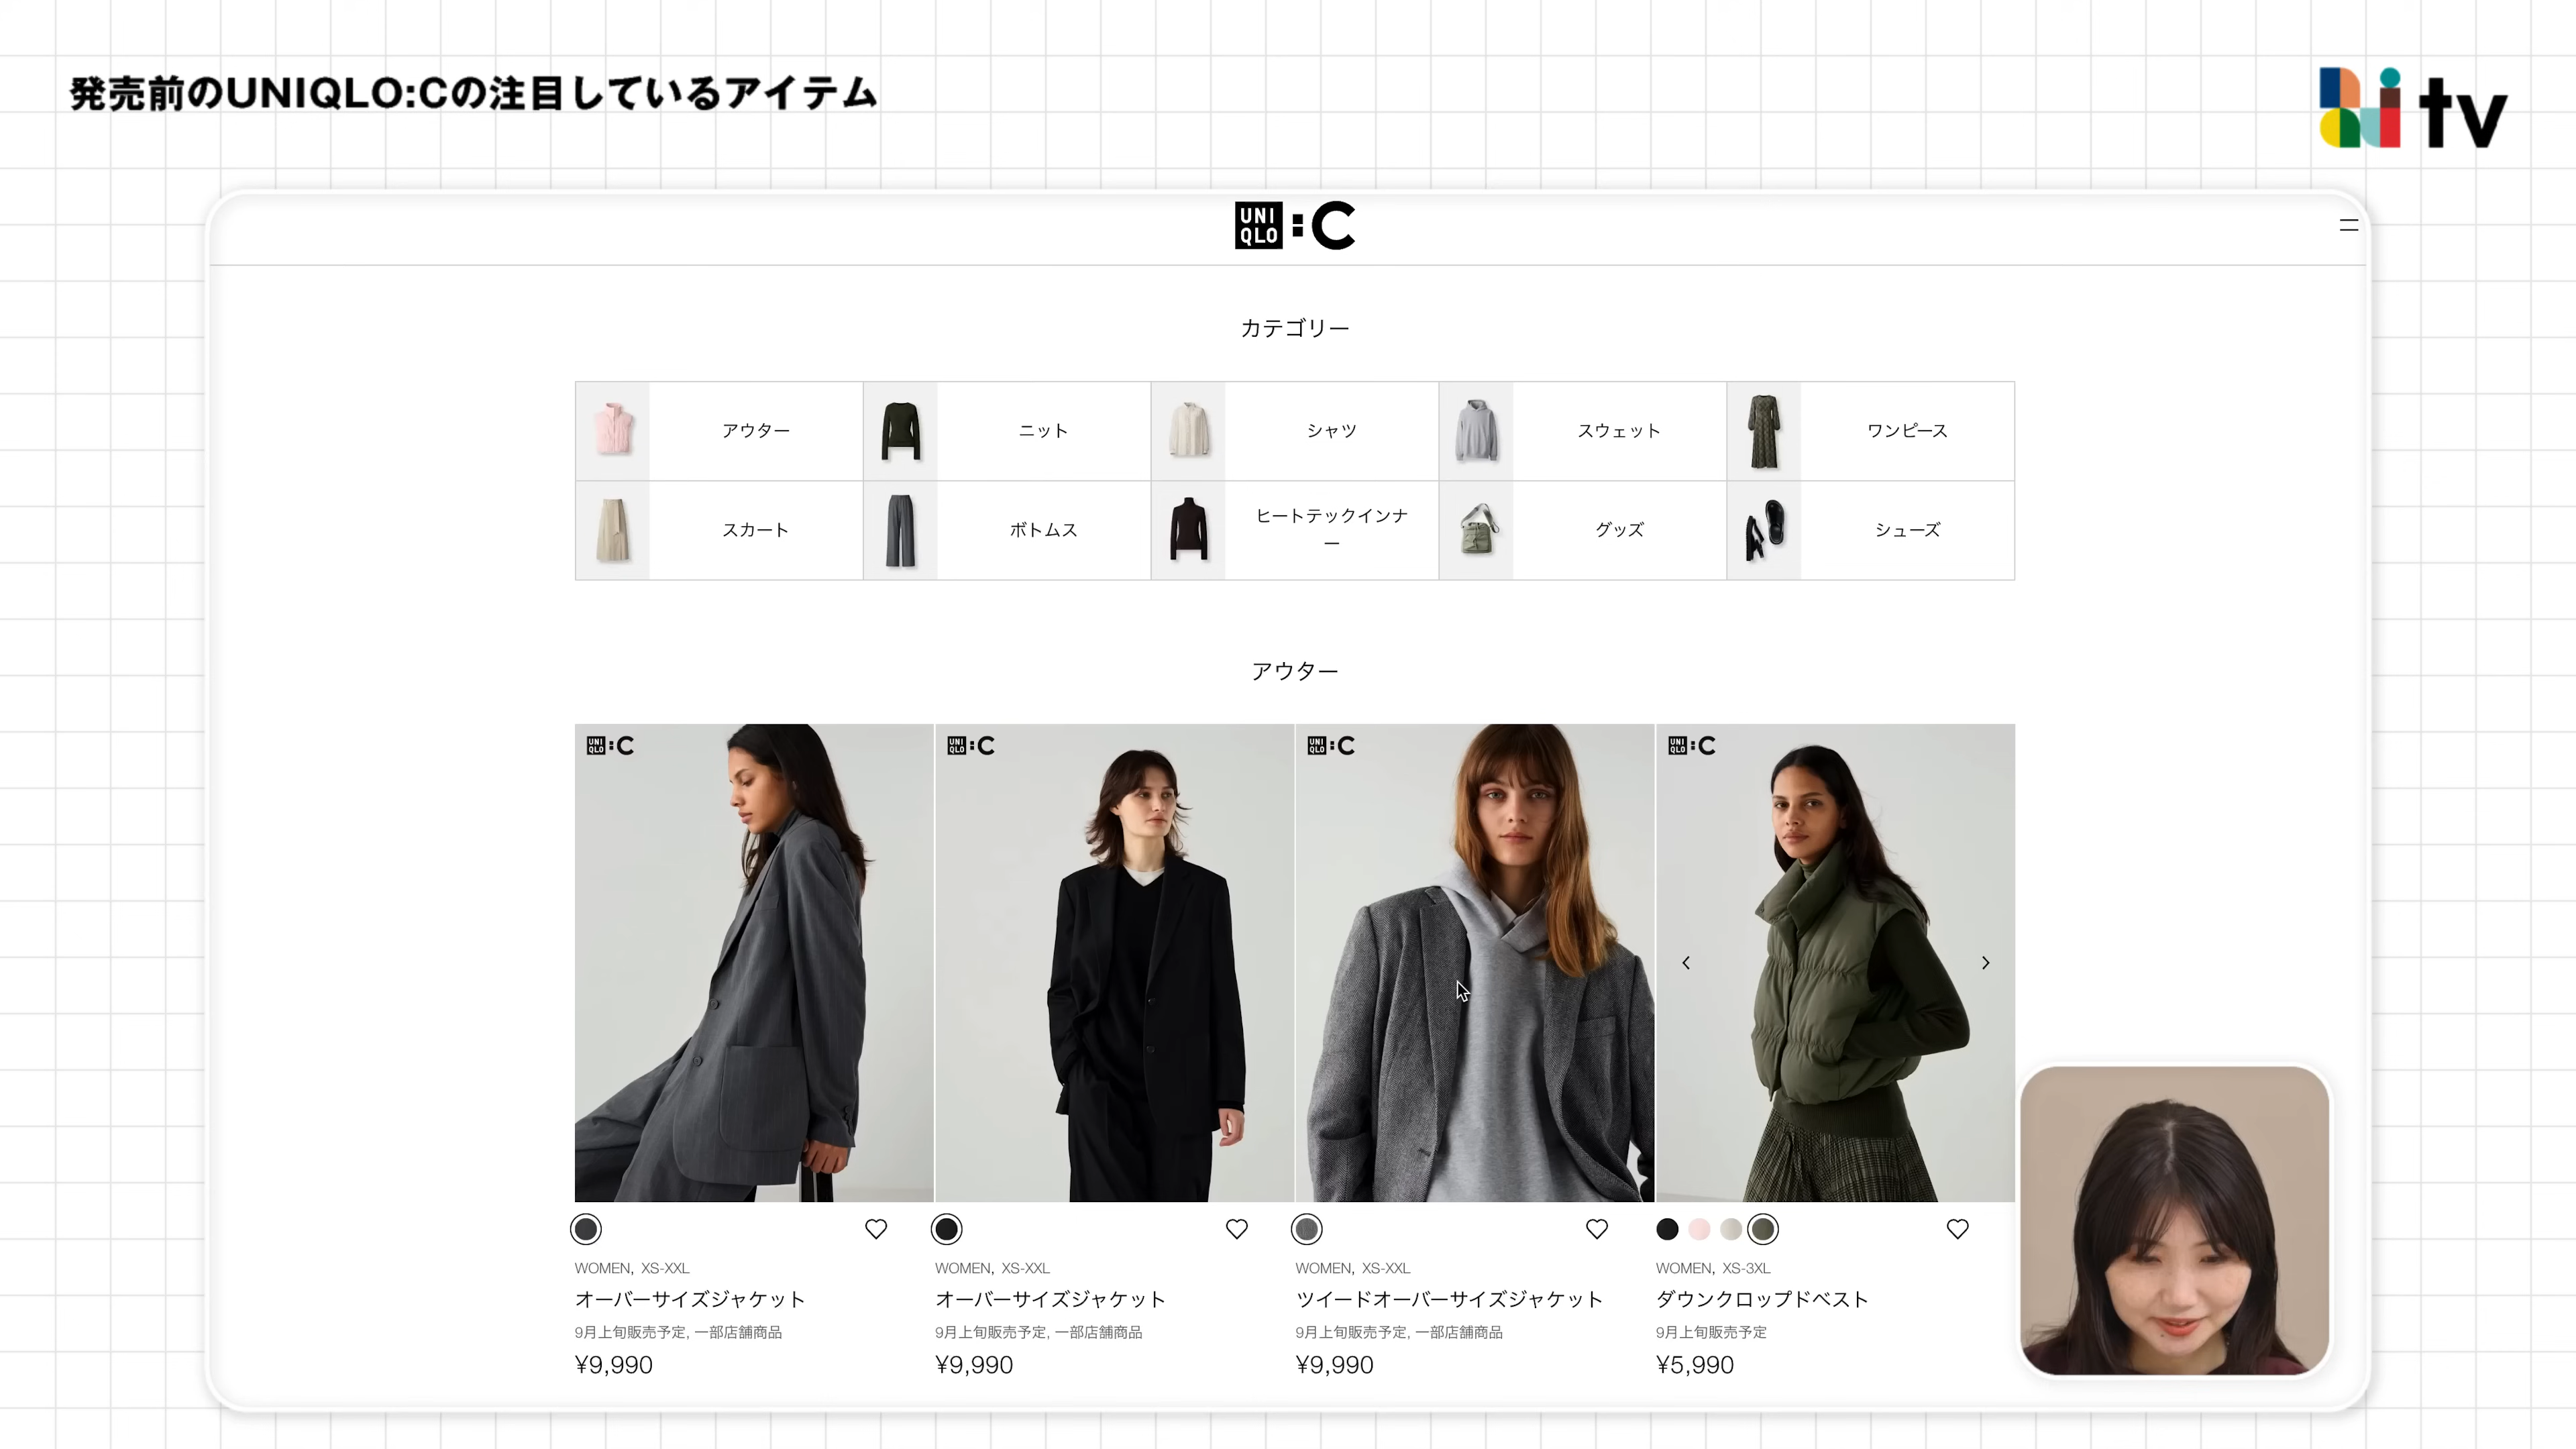 発売前のUNIQLO:Cの注目しているアイテム
tv
UNI
QLO
:C
カテゴリー
アウター
ニット
シャツ
スウェット
ワンピース
スカート
ボトムス
ヒートテックインナ
ー
グッズ
シューズ
アウター
UNI
QLO
:C
UNI
QLO
:C
UNI
QLO
:C
UNI
QLO
:C
WOMEN, XS-XXL
オーバーサイズジャケット
9月上旬販売予定, 一部店舗商品
¥9,990
WOMEN, XS-XXL
オーバーサイズジャケット
9月上旬販売予定, 一部店舗商品
¥9,990
WOMEN, XS-XXL
ツイードオーバーサイズジャケット
9月上旬販売予定, 一部店舗商品
¥9,990
WOMEN, XS-3XL
ダウンクロップドベスト
9月上旬販売予定
¥5,990